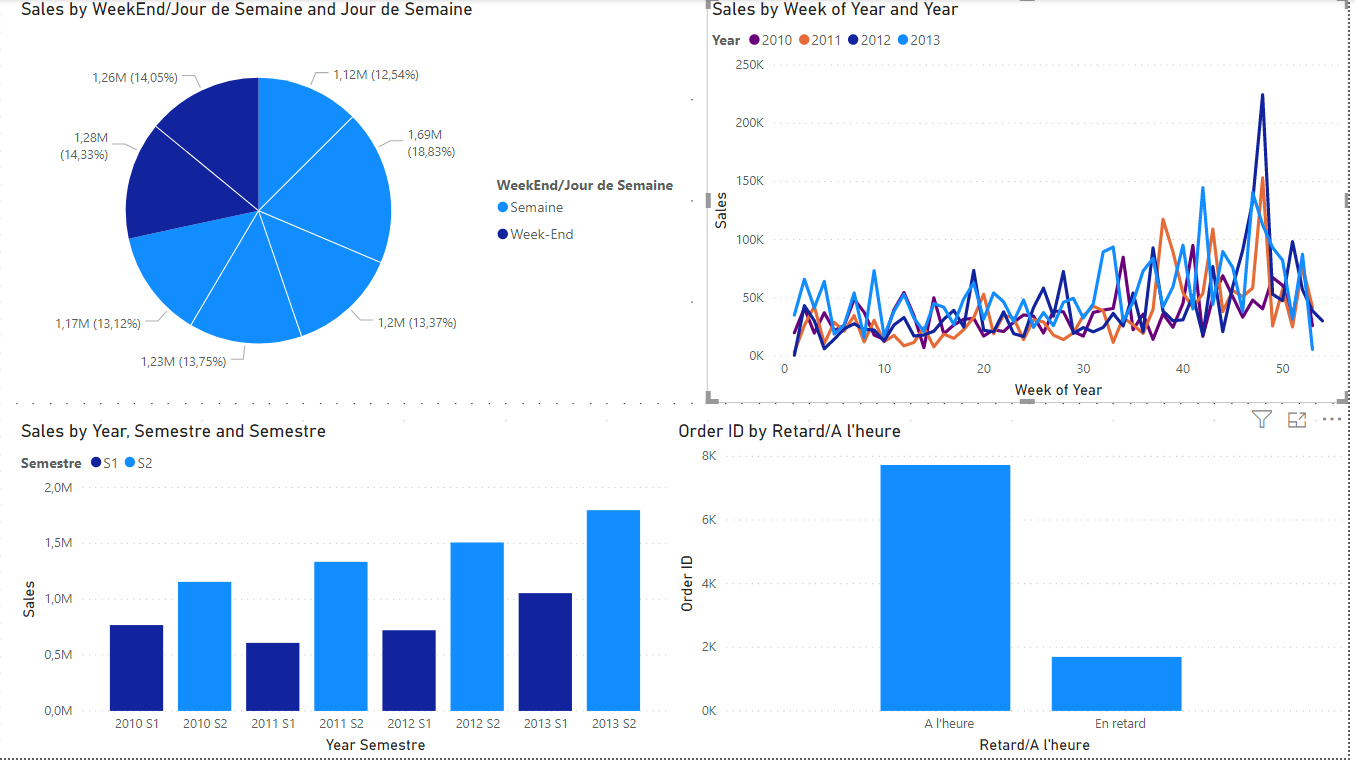 Sales by WeekEnd/Jour de Semaine and Jour de Semaine
1,26M (14,05%)
1,12M (12,54%)
1,28M
(14,33%)
1,69M
(18,83%)
1,17M (13,12%)
1,2M (13,37%)
1,23M (13,75%)
WeekEnd/Jour de Semaine
Semaine
Week-End
Sales by Week of Year and Year
Year 2010 2011 2012 2013
250K
200K
150K
100K
50K
0K
Sales
0 10 20 30 40 50
Week of Year
Sales by Year, Semestre and Semestre
Semestre S1 S2
2,0M
1,5M
1,0M
0,5M
0,0M
Sales
2010 S1 2010 S2 2011 S1 2011 S2 2012 S1 2012 S2 2013 S1 2013 S2
Year Semestre
Order ID by Retard/A l'heure
8K
6K
4K
2K
0K
Order ID
A l'heure En retard
Retard/A l'heure